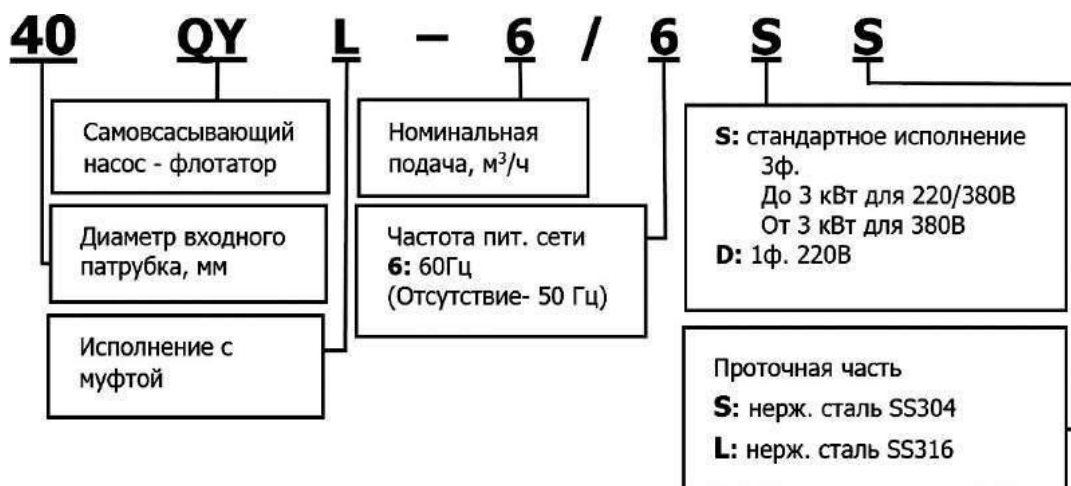 40 QY L – 6 / 6 S S
Самовсасывающий
насос - флотатор
Диаметр входного
патрубка, мм
Исполнение с
муфтой
Номинальная
подача, м³/ч
Частота пит. сети
6: 60Гц
(Отсутствие- 50 Гц)
S: стандартное исполнение
3ф.
До 3 кВт для 220/380В
От 3 кВт для 380В
D: 1ф. 220В
Проточная часть
S: нерж. сталь SS304
L: нерж. сталь SS316